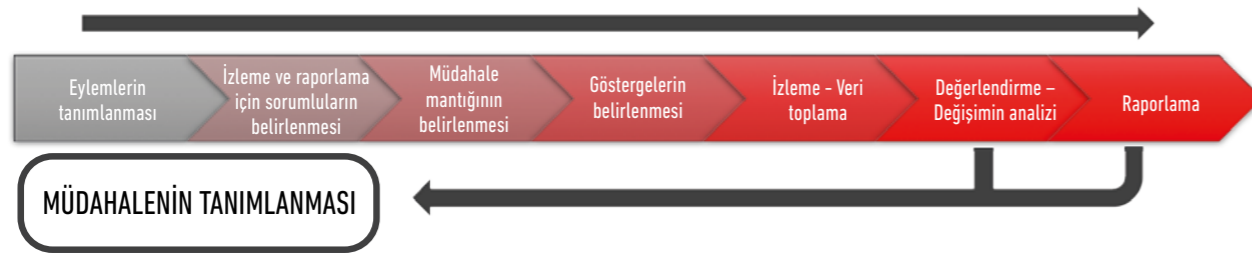 Eylemlerin
tanımlanması
İzleme ve raporlama
için sorumluların
belirlenmesi
Müdahale
mantığının
belirlenmesi
Göstergelerin
belirlenmesi
İzleme - Veri
toplama
Değerlendirme –
Değişimin analizi
Raporlama
MÜDAHALENİN TANIMLANMASI